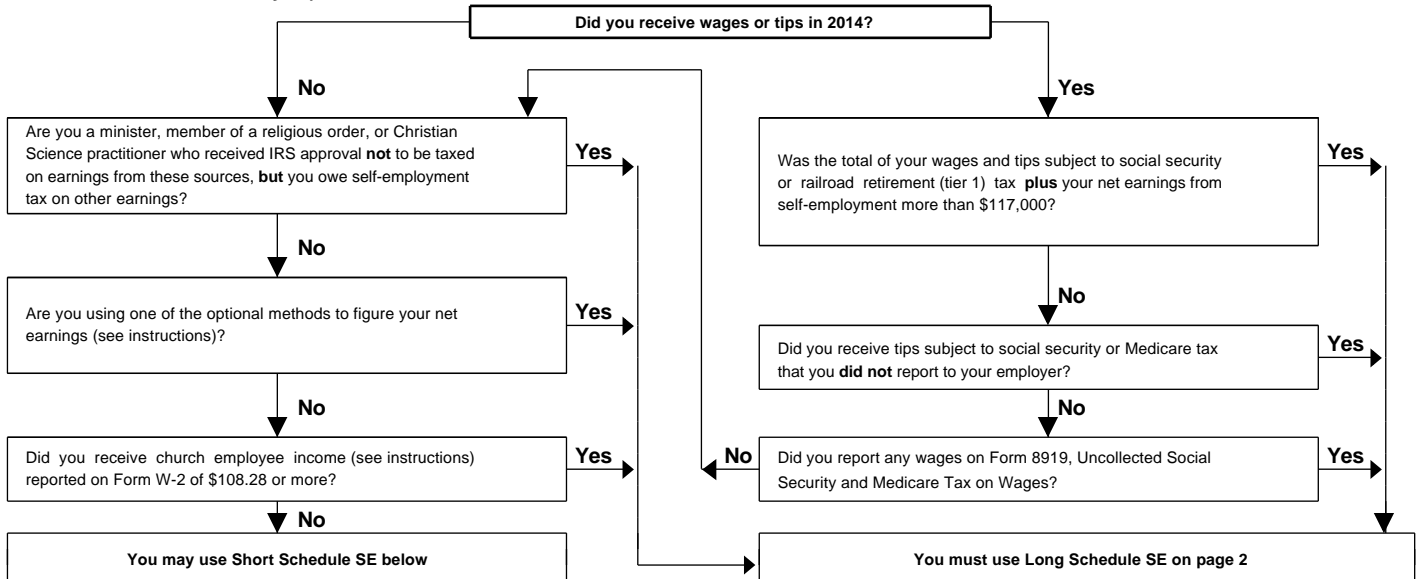 Did you receive wages or tips in 2014?
No
Yes
Are you a minister, member of a religious order, or Christian
Science practitioner who received IRS approval not to be taxed
on earnings from these sources, but you owe self-employment
tax on other earnings?
Yes
Was the total of your wages and tips subject to social security
or railroad retirement (tier 1) tax plus your net earnings from
self-employment more than $117,000?
Yes
No
No
Are you using one of the optional methods to figure your net
earnings (see instructions)?
Yes
Did you receive tips subject to social security or Medicare tax
that you did not report to your employer?
Yes
No
No
Did you receive church employee income (see instructions)
reported on Form W-2 of $108.28 or more?
Yes
No
Did you report any wages on Form 8919, Uncollected Social
Security and Medicare Tax on Wages?
Yes
No
You may use Short Schedule SE below
You must use Long Schedule SE on page 2